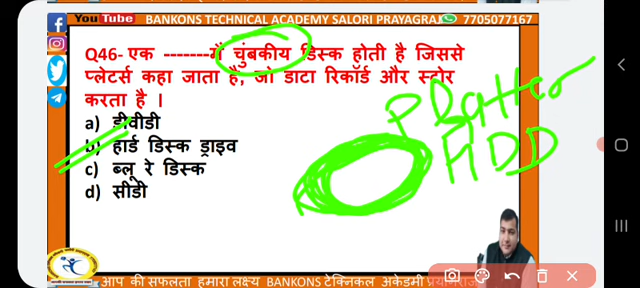 YouTube BANKONS TECHNICAL ACADEMY SALORI PRAYAGRAJ 7705077167
Q46- एक -------में चुंबकीय डिस्क होती है जिससे
प्लेटर्स कहा जाता है, जो डाटा रिकॉर्ड और स्टोर
करता है ।
a) डीवीडी
b) हार्ड डिस्क ड्राइव
c) ब्लू रे डिस्क
d) सीडी
Platter
HDD
आप की सफलता हमारा लक्ष्य BANKONS टेक्निकल अकेडमी